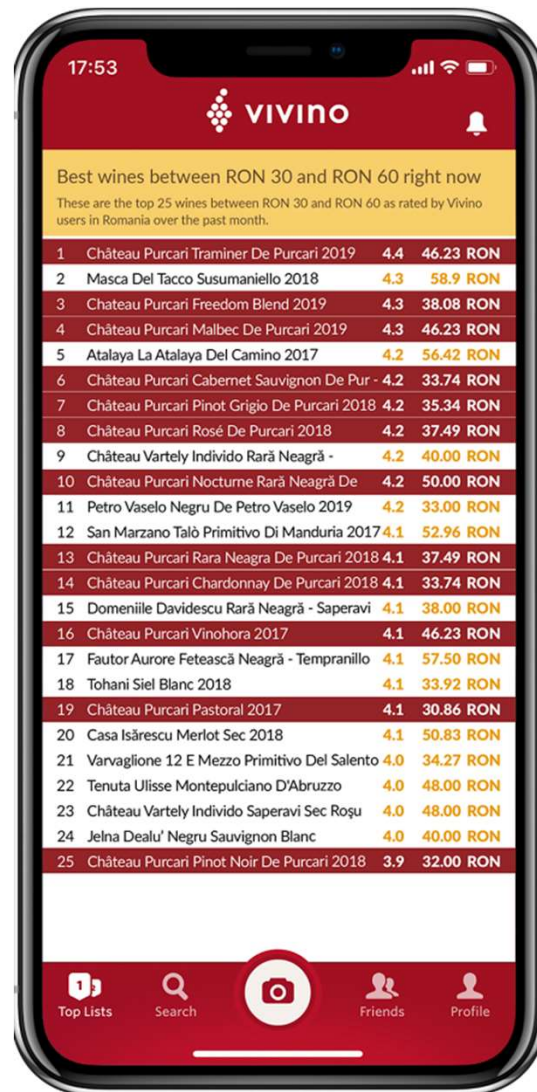 17:53
VIVINO
Best wines between RON 30 and RON 60 right now
These are the top 25 wines between RON 30 and RON 60 as rated by Vivino
users in Romania over the past month.
1 Château Purcari Traminer De Purcari 2019 4.4 46.23 RON
2 Masca Del Tacco Susumaniello 2018 4.3 58.9 RON
3 Chateau Purcari Freedom Blend 2019 4.3 38.08 RON
4 Château Purcari Malbec De Purcari 2019 4.3 46.23 RON
5 Atalaya La Atalaya Del Camino 2017 4.2 56.42 RON
6 Château Purcari Cabernet Sauvignon De Pur - 4.2 33.74 RON
7 Château Purcari Pinot Grigio De Purcari 2018 4.2 35.34 RON
8 Château Purcari Rosé De Purcari 2018 4.2 37.49 RON
9 Château Vartely Individo Rară Neagră - 4.2 40.00 RON
10 Château Purcari Nocturne Rară Neagră De 4.2 50.00 RON
11 Petro Vaselo Negru De Petro Vaselo 2019 4.2 33.00 RON
12 San Marzano Talò Primitivo Di Manduria 2017 4.1 52.96 RON
13 Château Purcari Rara Neagra De Purcari 2018 4.1 37.49 RON
14 Château Purcari Chardonnay De Purcari 2018 4.1 33.74 RON
15 Domeniile Davidescu Rară Neagră - Saperavi 4.1 38.00 RON
16 Château Purcari Vinohora 2017 4.1 46.23 RON
17 Fautor Aurore Fetească Neagră - Tempranillo 4.1 57.50 RON
18 Tohani Siel Blanc 2018 4.1 33.92 RON
19 Château Purcari Pastoral 2017 4.1 30.86 RON
20 Casa Isărescu Merlot Sec 2018 4.1 50.83 RON
21 Varvaglione 12 E Mezzo Primitivo Del Salento 4.0 34.27 RON
22 Tenuta Ulisse Montepulciano D'Abruzzo 4.0 48.00 RON
23 Château Vartely Individo Saperavi Sec Roşu 4.0 48.00 RON
24 Jelna Dealu' Negru Sauvignon Blanc 4.0 40.00 RON
25 Château Purcari Pinot Noir De Purcari 2018 3.9 32.00 RON
1
Top Lists Search Friends Profile